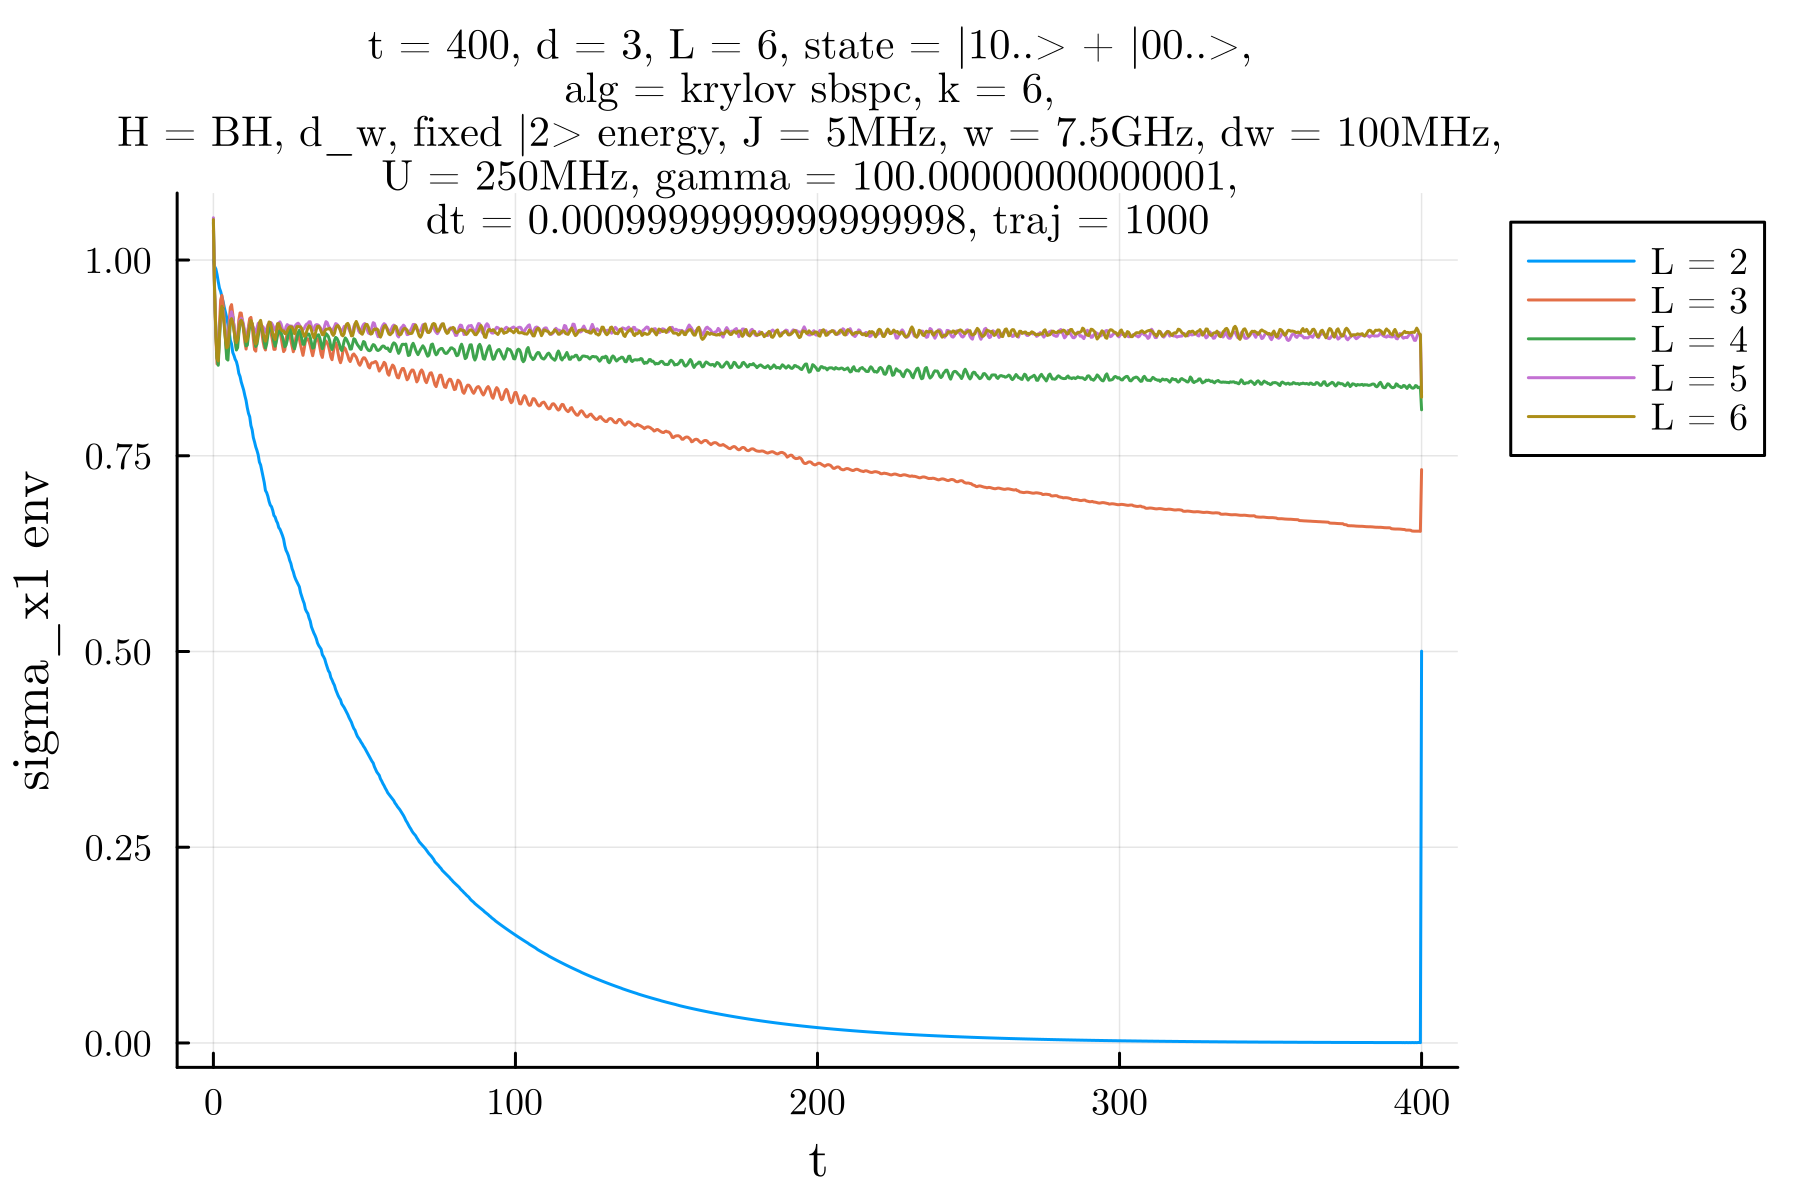 t = 400, d = 3, L = 6, state = |10..> + |00..>,
alg = krylov sbspc, k = 6,
H = BH, d_w, fixed |2> energy, J = 5MHz, w = 7.5GHz, dw = 100MHz,
U = 250MHz, gamma = 100.00000000000001,
dt = 0.0009999999999999998, traj = 1000
1.00
0.75
0.50
0.25
0.00
sigma_x1 env
0
100
200
300
400
t
L = 2
L = 3
L = 4
L = 5
L = 6